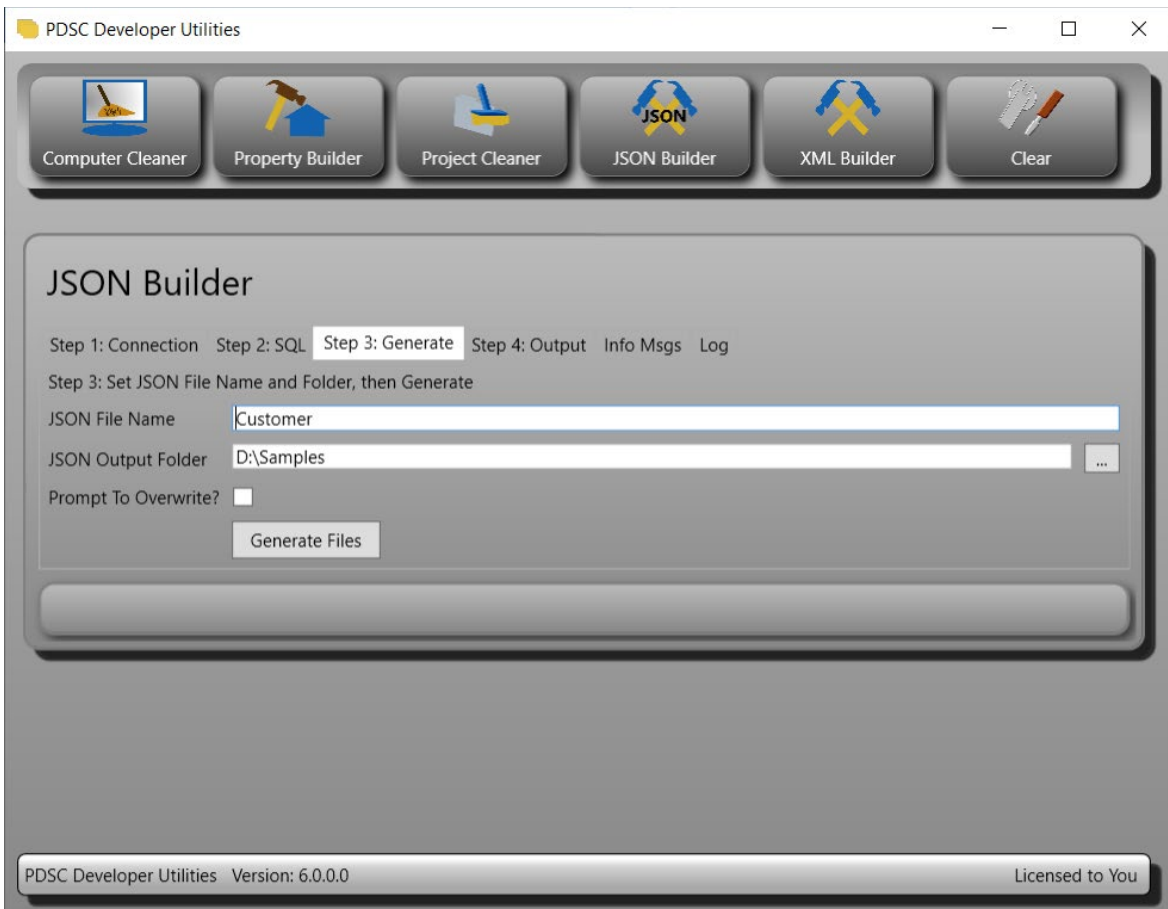 PDSC Developer Utilities
Computer Cleaner Property Builder Project Cleaner JSON JSON Builder XML Builder Clear
JSON Builder
Step 1: Connection Step 2: SQL Step 3: Generate Step 4: Output Info Msgs Log
Step 3: Set JSON File Name and Folder, then Generate
JSON File Name Customer
JSON Output Folder D:\Samples ...
Prompt To Overwrite?
Generate Files
PDSC Developer Utilities Version: 6.0.0.0 Licensed to You